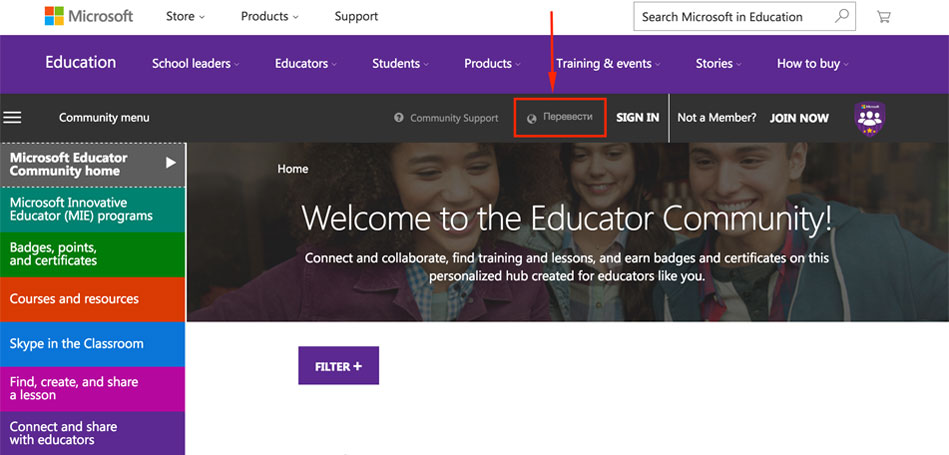 Microsoft Store Products Support Search Microsoft in Education
Education School leaders Educators Students Products Training & events Stories How to buy
Community menu Community Support Перевести SIGN IN Not a Member? JOIN NOW
Microsoft Educator
Community home
Microsoft Innovative
Educator (MIE) programs
Badges, points,
and certificates
Courses and resources
Skype in the Classroom
Find, create, and share
a lesson
Connect and share
with educators
Home
Welcome to the Educator Community!
Connect and collaborate, find training and lessons, and earn badges and certificates on this
personalized hub created for educators like you.
FILTER +